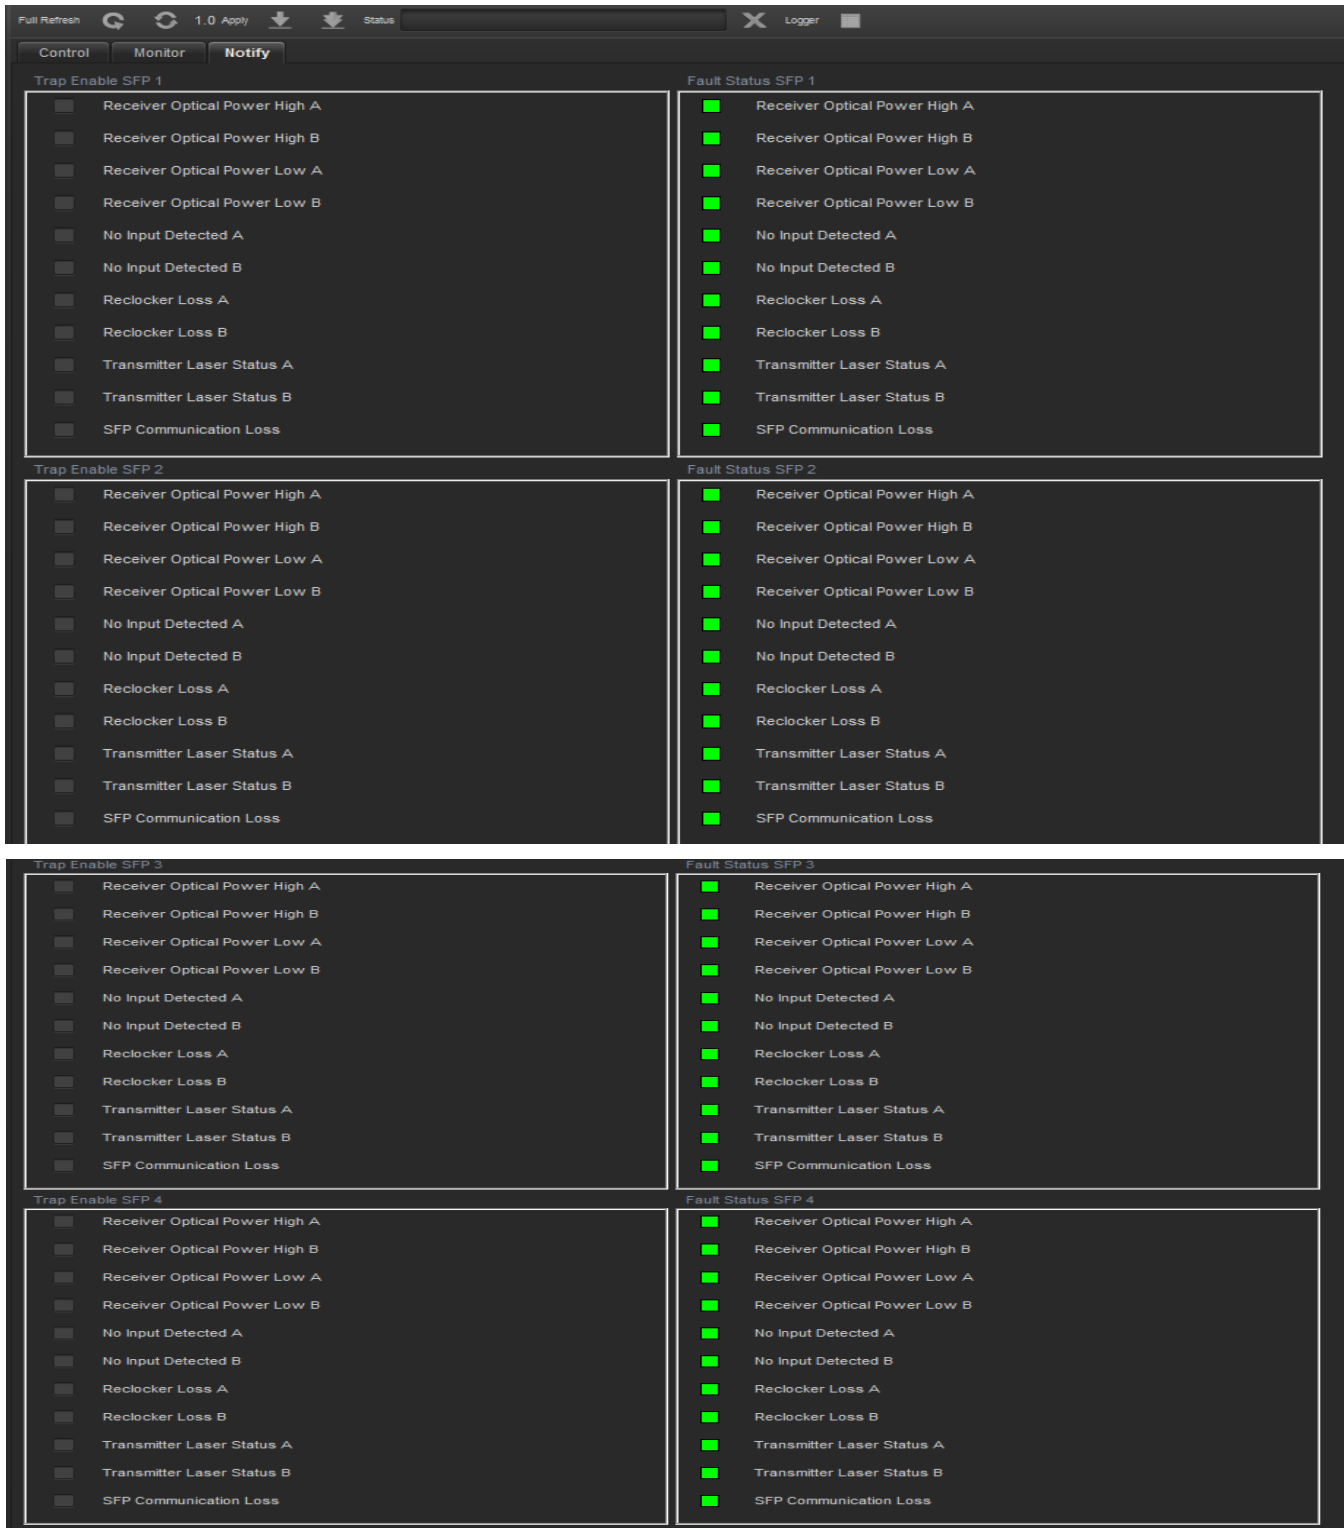 Full Refresh 1.0 Apply Status Logger
Control Monitor Notify
Trap Enable SFP 1
Receiver Optical Power High A
Receiver Optical Power High B
Receiver Optical Power Low A
Receiver Optical Power Low B
No Input Detected A
No Input Detected B
Reclocker Loss A
Reclocker Loss B
Transmitter Laser Status A
Transmitter Laser Status B
SFP Communication Loss
Fault Status SFP 1
Receiver Optical Power High A
Receiver Optical Power High B
Receiver Optical Power Low A
Receiver Optical Power Low B
No Input Detected A
No Input Detected B
Reclocker Loss A
Reclocker Loss B
Transmitter Laser Status A
Transmitter Laser Status B
SFP Communication Loss
Trap Enable SFP 2
Receiver Optical Power High A
Receiver Optical Power High B
Receiver Optical Power Low A
Receiver Optical Power Low B
No Input Detected A
No Input Detected B
Reclocker Loss A
Reclocker Loss B
Transmitter Laser Status A
Transmitter Laser Status B
SFP Communication Loss
Fault Status SFP 2
Receiver Optical Power High A
Receiver Optical Power High B
Receiver Optical Power Low A
Receiver Optical Power Low B
No Input Detected A
No Input Detected B
Reclocker Loss A
Reclocker Loss B
Transmitter Laser Status A
Transmitter Laser Status B
SFP Communication Loss
Trap Enable SFP 3
Receiver Optical Power High A
Receiver Optical Power High B
Receiver Optical Power Low A
Receiver Optical Power Low B
No Input Detected A
No Input Detected B
Reclocker Loss A
Reclocker Loss B
Transmitter Laser Status A
Transmitter Laser Status B
SFP Communication Loss
Fault Status SFP 3
Receiver Optical Power High A
Receiver Optical Power High B
Receiver Optical Power Low A
Receiver Optical Power Low B
No Input Detected A
No Input Detected B
Reclocker Loss A
Reclocker Loss B
Transmitter Laser Status A
Transmitter Laser Status B
SFP Communication Loss
Trap Enable SFP 4
Receiver Optical Power High A
Receiver Optical Power High B
Receiver Optical Power Low A
Receiver Optical Power Low B
No Input Detected A
No Input Detected B
Reclocker Loss A
Reclocker Loss B
Transmitter Laser Status A
Transmitter Laser Status B
SFP Communication Loss
Fault Status SFP 4
Receiver Optical Power High A
Receiver Optical Power High B
Receiver Optical Power Low A
Receiver Optical Power Low B
No Input Detected A
No Input Detected B
Reclocker Loss A
Reclocker Loss B
Transmitter Laser Status A
Transmitter Laser Status B
SFP Communication Loss